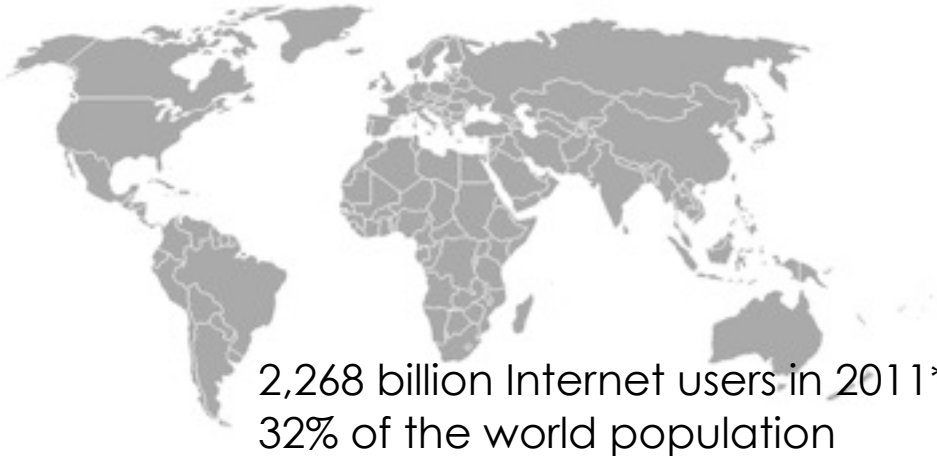 2,268 billion Internet users in 2011*
32% of the world population